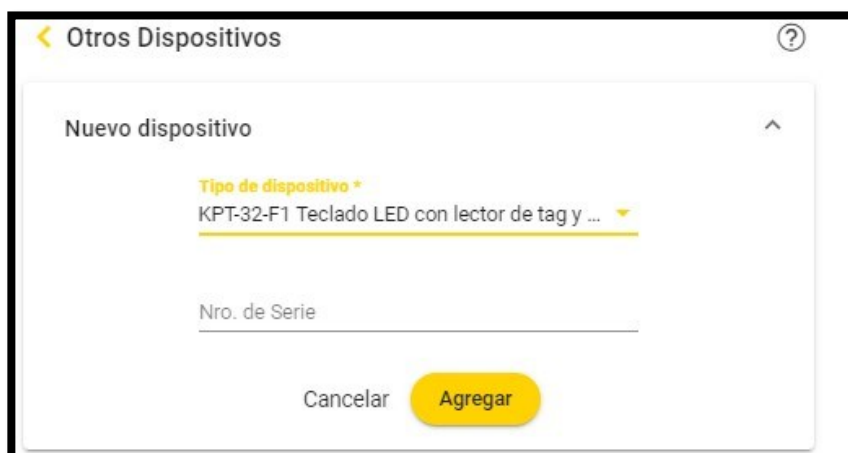 Otros Dispositivos
Nuevo dispositivo
Tipo de dispositivo *
KPT-32-F1 Teclado LED con lector de tag y ...
Nro. de Serie
Cancelar Agregar